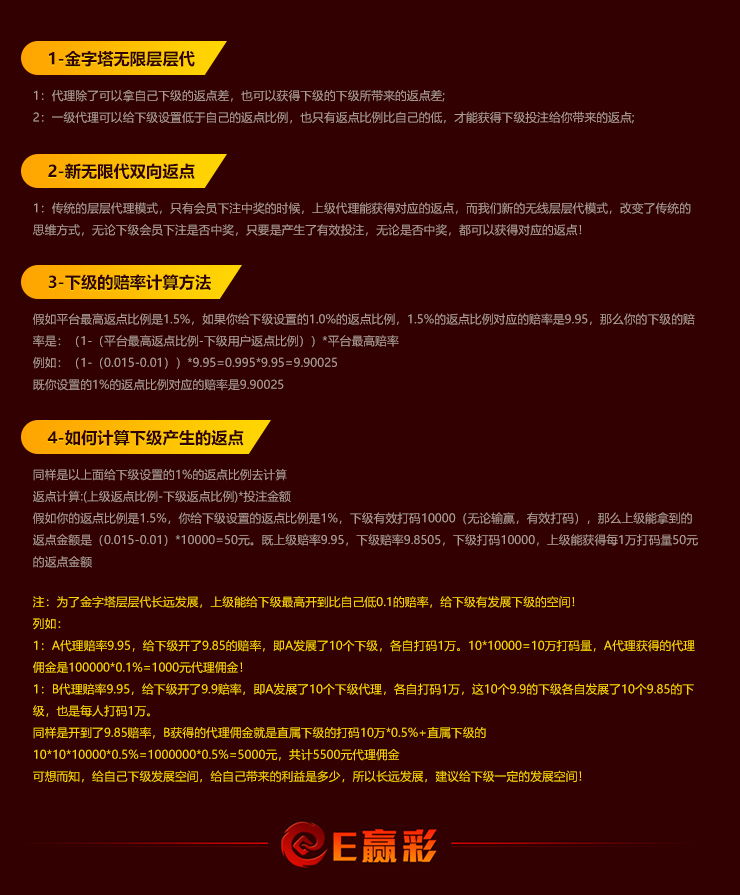 1-金字塔无限层层代
1：代理除了可以拿自己下级的返点差，也可以获得下级的下级所带来的返点差;
2：一级代理可以给下级设置低于自己的返点比例，也只有返点比例比自己的低，才能获得下级投注给你带来的返点;
2-新无限代双向返点
1：传统的层层代理模式，只有会员下注中奖的时候，上级代理能获得对应的返点，而我们新的无线层层代模式，改变了传统的
思维方式，无论下级会员下注是否中奖，只要是产生了有效投注，无论是否中奖，都可以获得对应的返点！
3-下级的赔率计算方法
假如平台最高返点比例是1.5%，如果你给下级设置的1.0%的返点比例，1.5%的返点比例对应的赔率是9.95，那么你的下级的赔
率是：（1-（平台最高返点比例-下级用户返点比例））*平台最高赔率
例如：（1-（0.015-0.01））*9.95=0.995*9.95=9.90025
既你设置的1%的返点比例对应的赔率是9.90025
4-如何计算下级产生的返点
同样是以上面给下级设置的1%的返点比例去计算
返点计算:(上级返点比例-下级返点比例)*投注金额
假如你的返点比例是1.5%，你给下级设置的返点比例是1%，下级有效打码10000（无论输赢，有效打码），那么上级能拿到的
返点金额是（0.015-0.01）*10000=50元。既上级赔率9.95，下级赔率9.8505，下级打码10000，上级能获得每1万打码量50元
的返点金额
注：为了金字塔层层代长远发展，上级能给下级最高开到比自己低0.1的赔率，给下级有发展下级的空间！
列如：
1：A代理赔率9.95，给下级开了9.85的赔率，即A发展了10个下级，各自打码1万。10*10000=10万打码量，A代理获得的代理
佣金是100000*0.1%=1000元代理佣金！
1：B代理赔率9.95，给下级开了9.9赔率，即A发展了10个下级代理，各自打码1万，这10个9.9的下级各自发展了10个9.85的下
级，也是每人打码1万。
同样是开到了9.85赔率，B获得的代理佣金就是直属下级的打码10万*0.5%+直属下级的
10*10*10000*0.5%=1000000*0.5%=5000元，共计5500元代理佣金
可想而知，给自己下级发展空间，给自己带来的利益是多少，所以长远发展，建议给下级一定的发展空间！
E赢彩